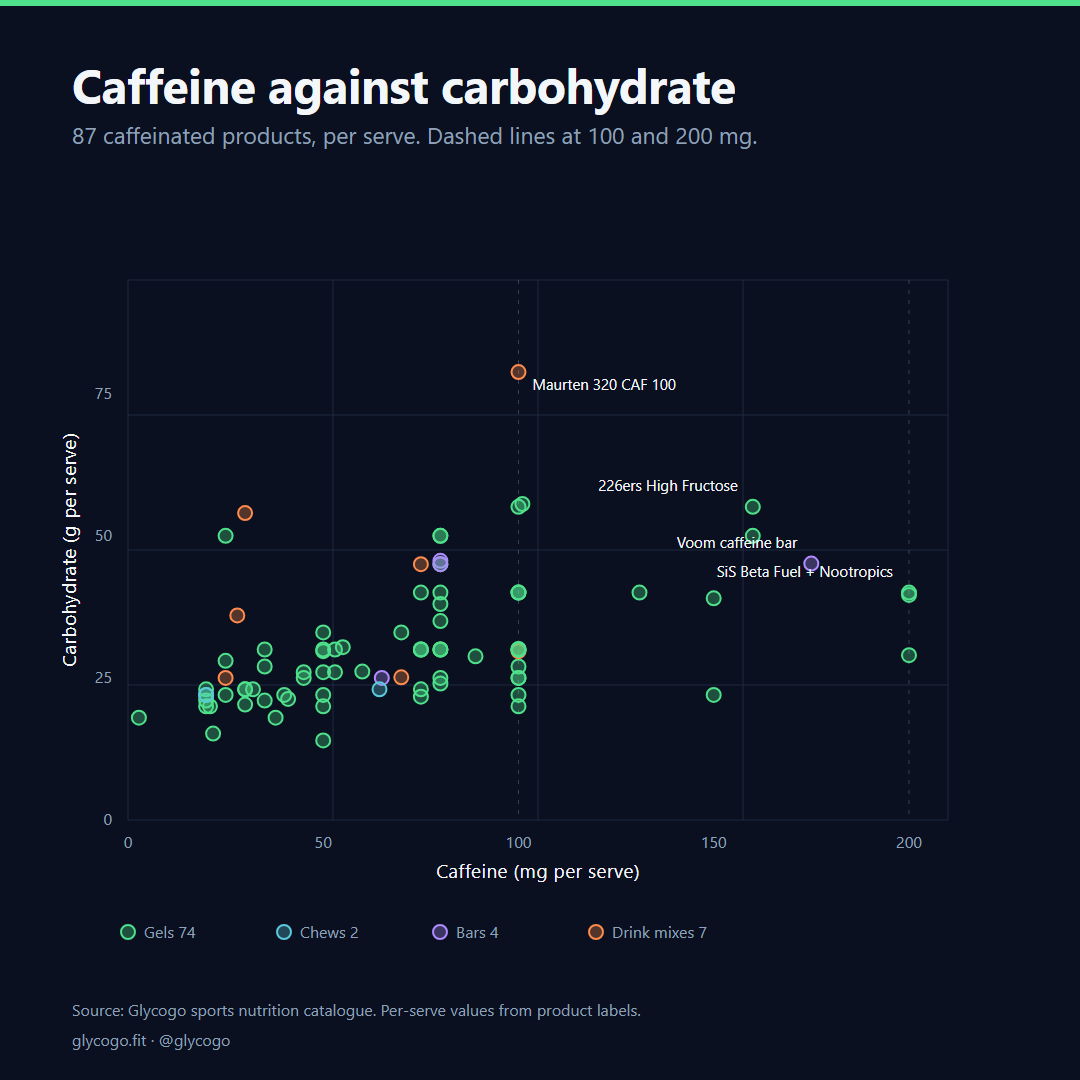 Caffeine against carbohydrate
87 caffeinated products, per serve. Dashed lines at 100 and 200 mg.
Maurten 320 CAF 100
75
226ers High Fructose
50
Voom caffeine bar
SiS Beta Fuel + Nootropics
Carbohydrate (g per serve)
25
0
0 50 100 150 200
Caffeine (mg per serve)
Gels 74 Chews 2 Bars 4 Drink mixes 7
Source: Glycogo sports nutrition catalogue. Per-serve values from product labels.
glycogo.fit · @glycogo